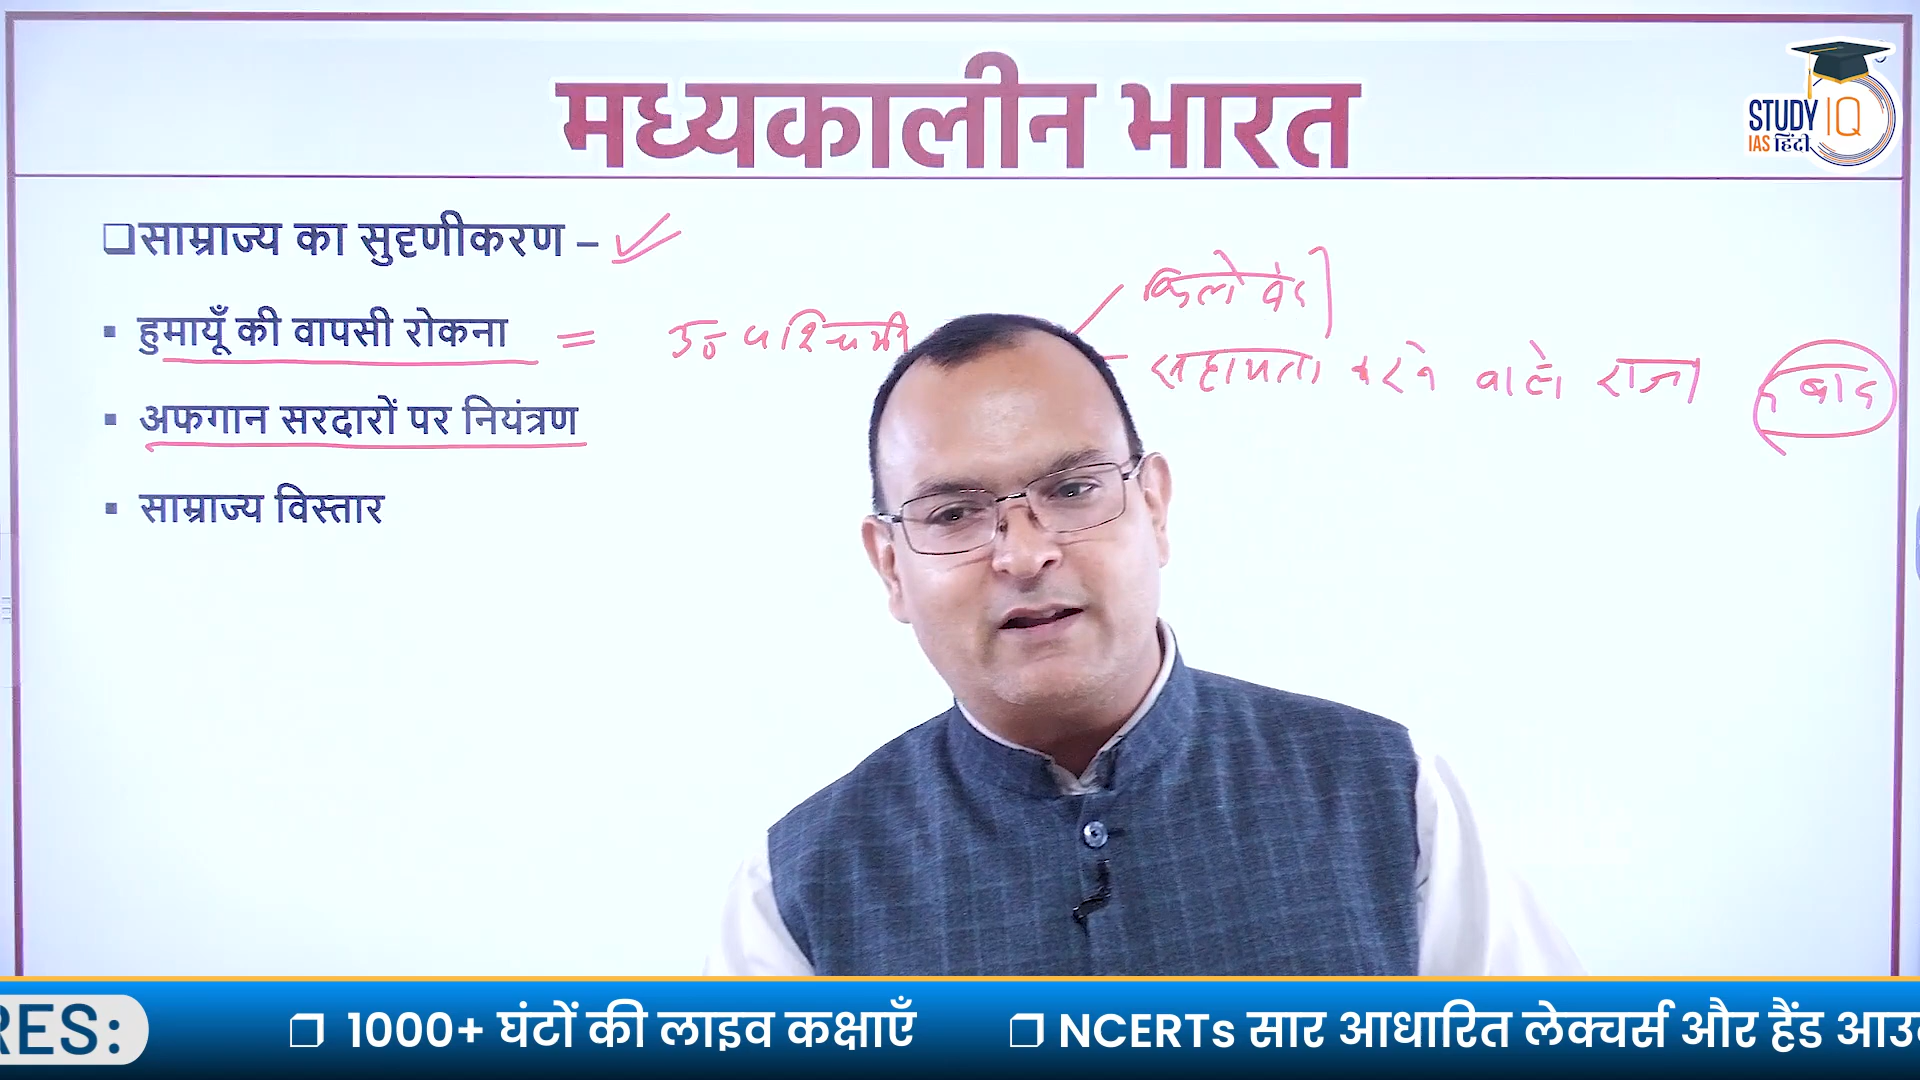 मध्यकालीन भारत
STUDY IQ
IAS हिंदी
❑साम्राज्य का सुदृणीकरण –
▪ हुमायूँ की वापसी रोकना = उ० पश्चिमी
किले बंद
सहायता करने वाले राजा
▪ अफगान सरदारों पर नियंत्रण
▪ साम्राज्य विस्तार
RES: ❐ 1000+ घंटों की लाइव कक्षाएँ ❐ NCERTs सार आधारित लेक्चर्स और हैंड